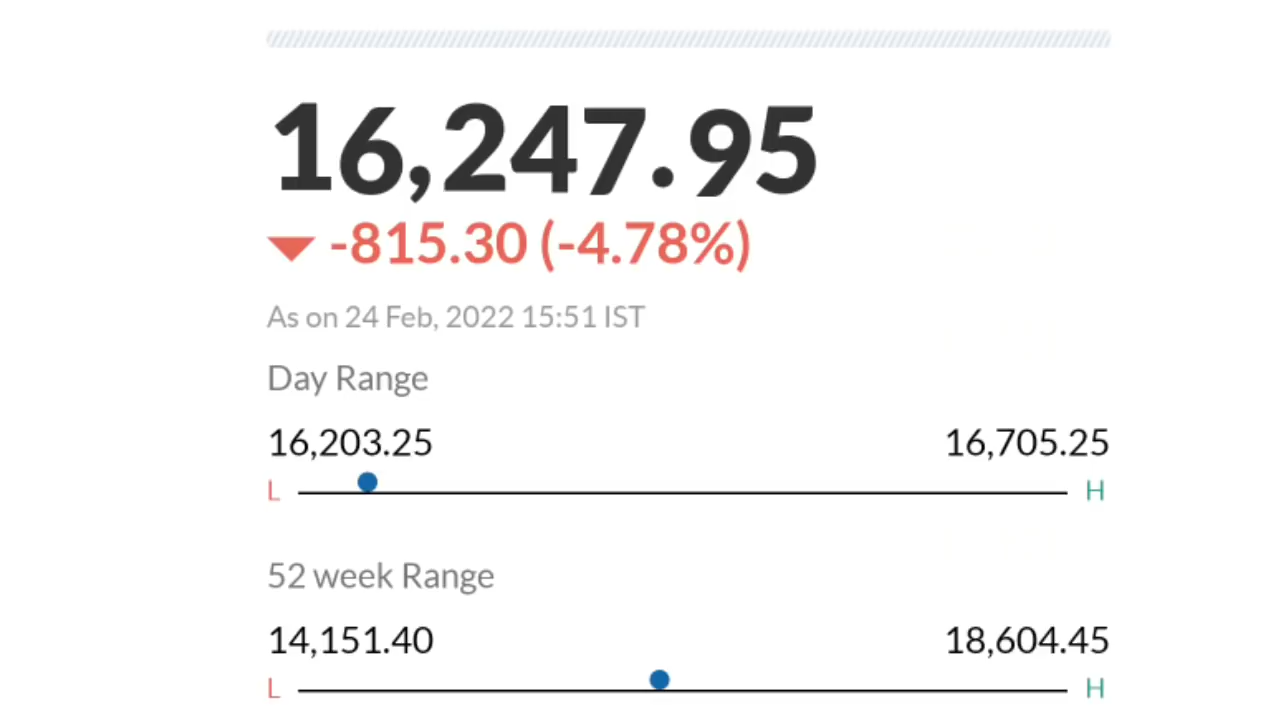 16,247.95
-815.30 (-4.78%)
As on 24 Feb, 2022 15:51 IST
Day Range
16,203.25 16,705.25
L H
52 week Range
14,151.40 18,604.45
L H